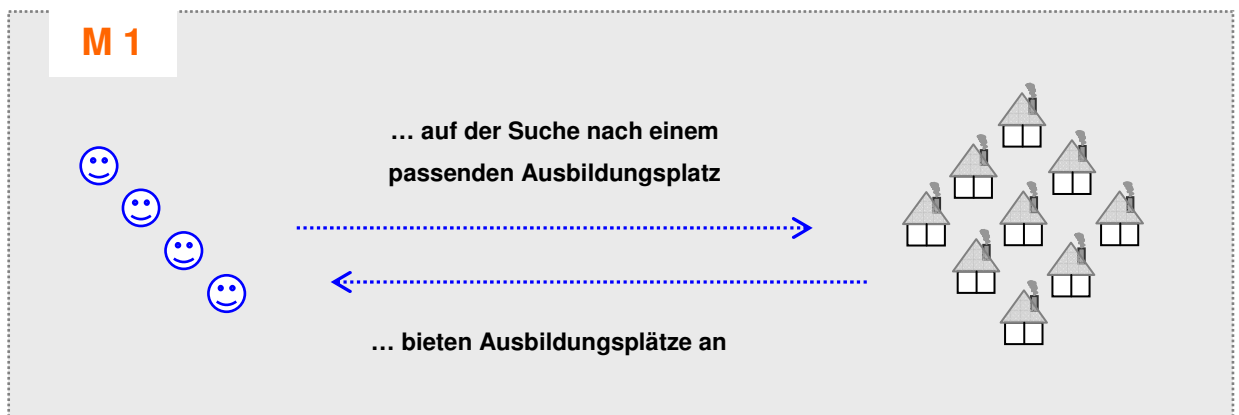 M 1
… auf der Suche nach einem
passenden Ausbildungsplatz
… bieten Ausbildungsplätze an